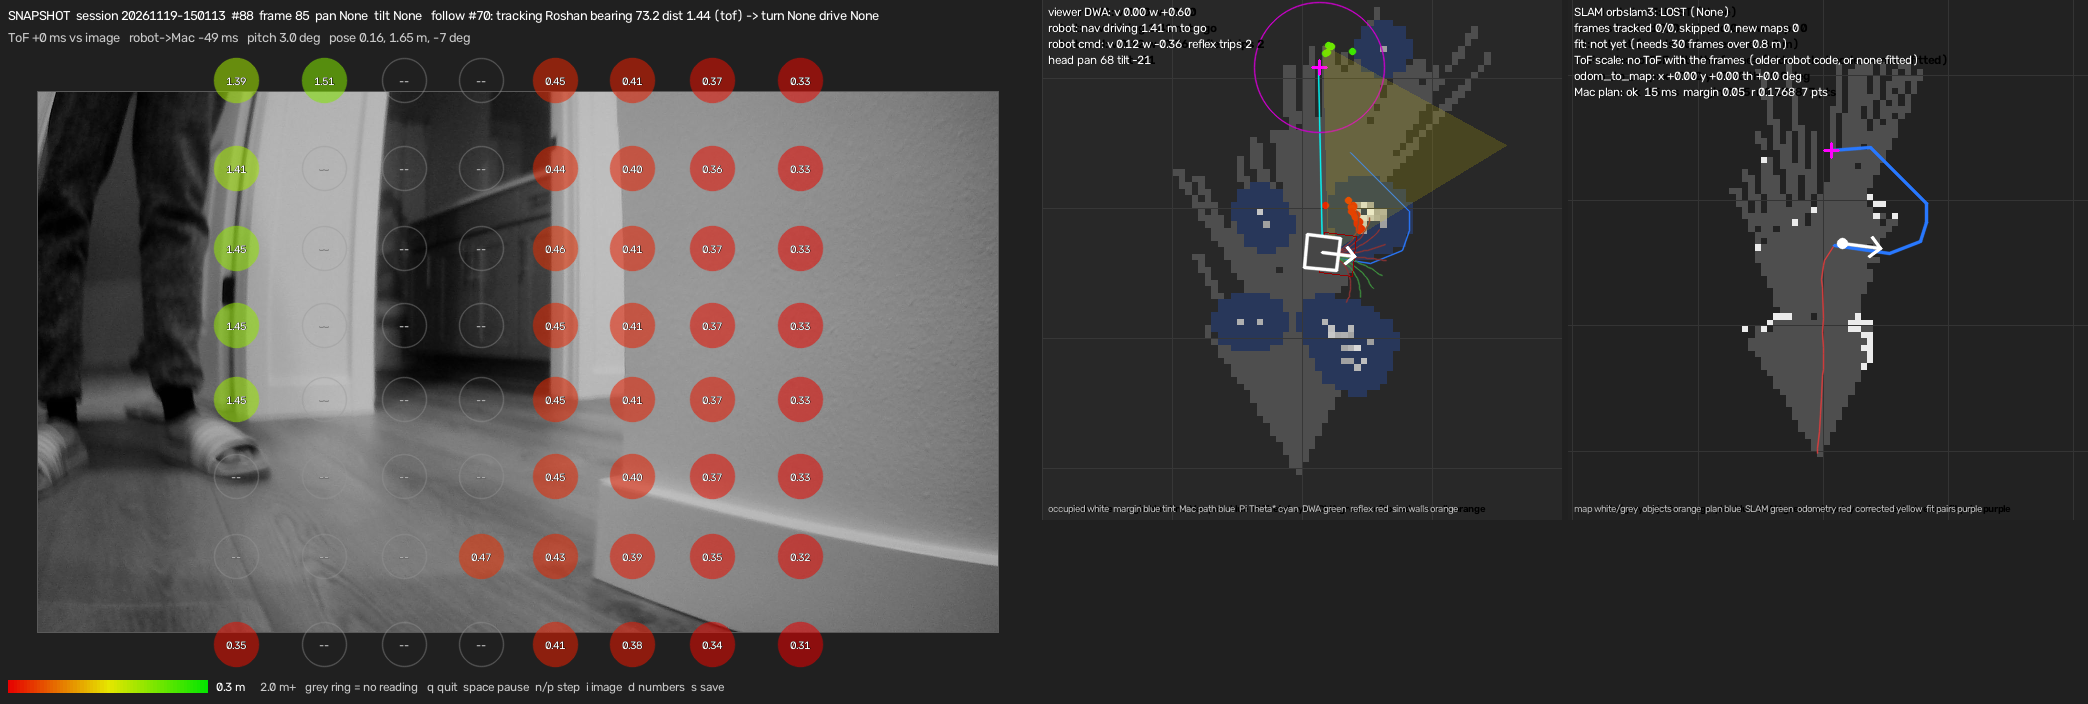 SNAPSHOT session 20261119-150113 #88 frame 85 pan None tilt None follow #70: tracking Roshan bearing 73.2 dist 1.44 (tof) -> turn None drive None
ToF +0 ms vs image robot->Mac -49 ms pitch 3.0 deg pose 0.16, 1.65 m, -7 deg
1.39 1.51 -- -- 0.45 0.41 0.37 0.33
1.41 -- -- -- 0.44 0.40 0.36 0.33
1.45 -- -- -- 0.46 0.41 0.37 0.33
1.45 -- -- -- 0.45 0.41 0.37 0.33
1.45 -- -- -- 0.45 0.41 0.37 0.33
-- -- -- -- 0.45 0.40 0.37 0.33
-- -- -- 0.47 0.43 0.39 0.35 0.32
0.35 -- -- -- 0.41 0.38 0.34 0.31
0.3 m 2.0 m+ grey ring = no reading q quit space pause n/p step i image d numbers s save
viewer DWA: v 0.00 w +0.60
robot: nav driving 1.41 m to go
robot cmd: v 0.12 w -0.36 reflex trips 2
head pan 68 tilt -21
occupied white margin blue tint Mac path blue Pi Theta* cyan DWA green reflex red sim walls orange
SLAM orbslam3: LOST (None)
frames tracked 0/0, skipped 0, new maps 0
fit: not yet (needs 30 frames over 0.8 m)
ToF scale: no ToF with the frames (older robot code, or none fitted)
odom_to_map: x +0.00 y +0.00 th +0.0 deg
Mac plan: ok 15 ms margin 0.05 r 0.1768 7 pts
map white/grey objects orange plan blue SLAM green odometry red corrected yellow fit pairs purple